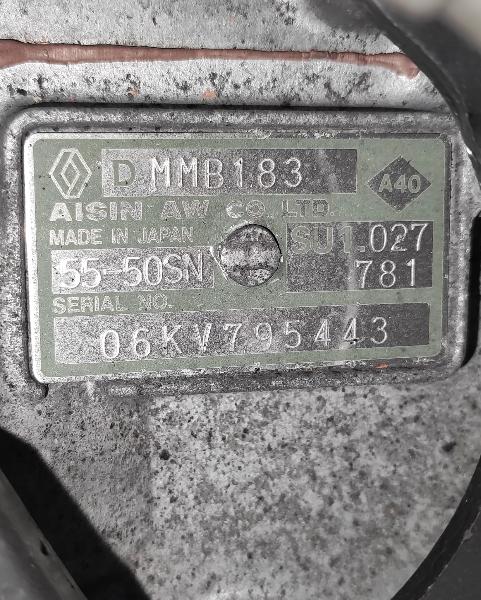 D MMB183
A40
AISIN AW CO., LTD.
MADE IN JAPAN
SU1.027
55-50SN
781
SERIAL NO.
06KV795443